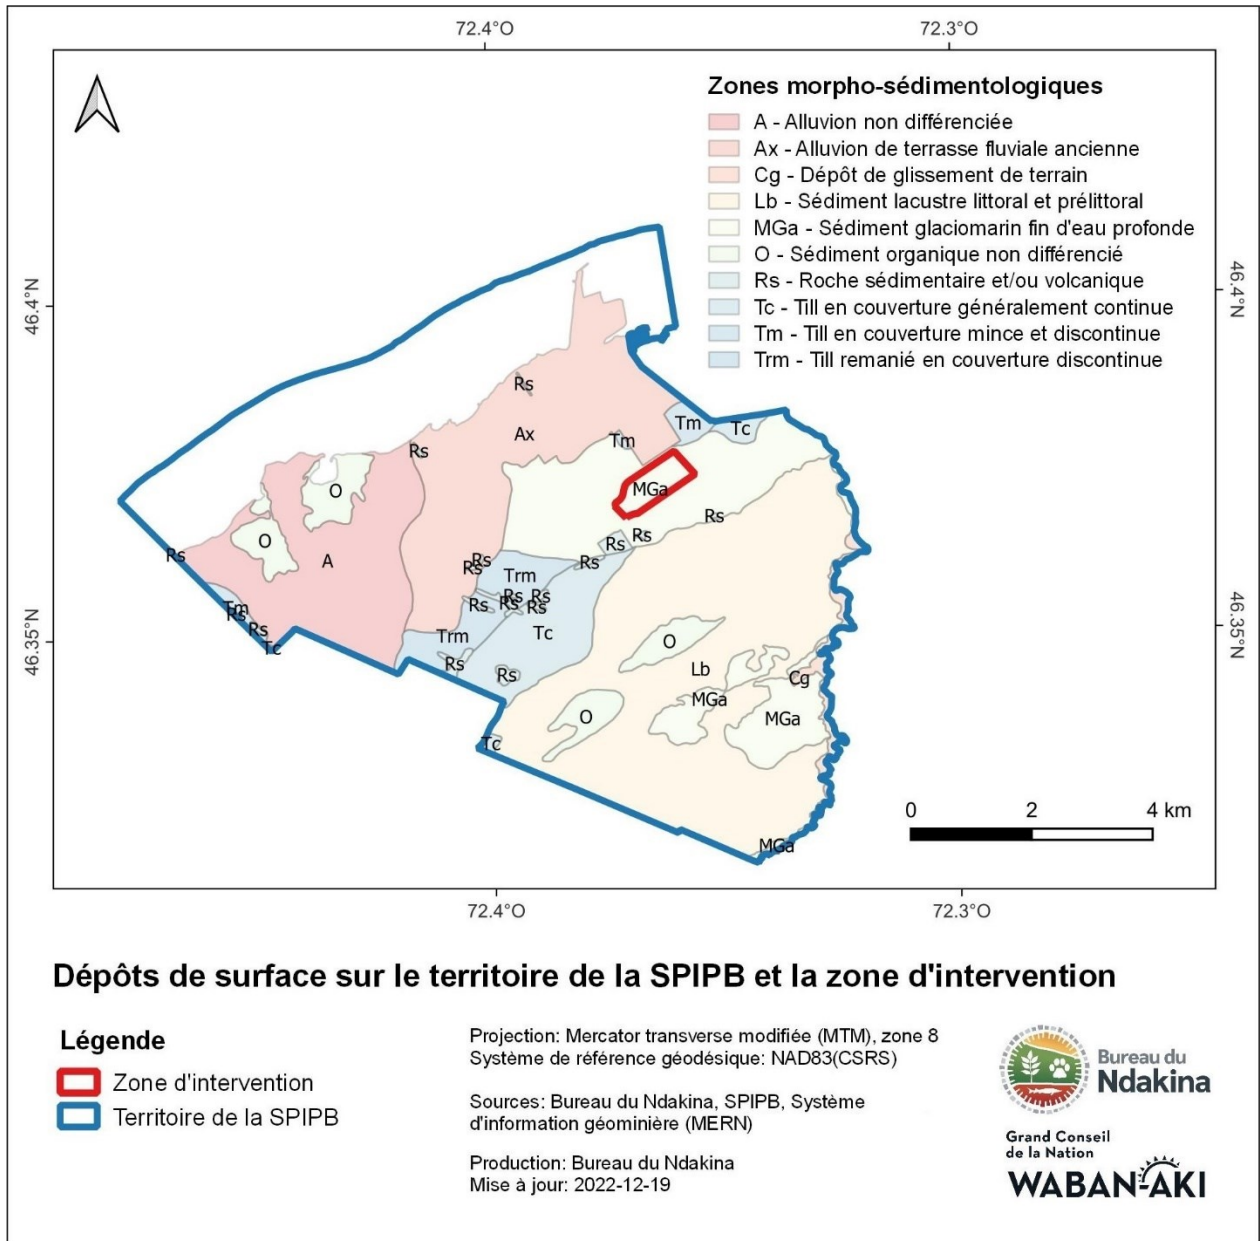 72.4°O
72.3°O
Zones morpho-sédimentologiques
A - Alluvion non différenciée
Ax - Alluvion de terrasse fluviale ancienne
Cg - Dépôt de glissement de terrain
Lb - Sédiment lacustre littoral et prélittoral
MGa - Sédiment glaciomarin fin d'eau profonde
O - Sédiment organique non différencié
Rs - Roche sédimentaire et/ou volcanique
Tc - Till en couverture généralement continue
Tm - Till en couverture mince et discontinue
Trm - Till remanié en couverture discontinue
46.4°N
46.4°N
Rs
Ax
Tm
Tm
Tc
Rs
O
MGa
Rs
O
Rs
A
Rs
Rs
Rs
Rs
Rs
Rs
Trm
Tm
Rs
Rs
Rs
Rs
Rs
Rs
46.35°N
46.35°N
Rs
Tc
Trm
Tc
Rs
Rs
O
Lb
Cg
MGa
MGa
O
Tc
MGa
0 2 4 km
72.4°O
72.3°O
Dépôts de surface sur le territoire de la SPIPB et la zone d'intervention
Légende
Zone d'intervention
Territoire de la SPIPB
Projection: Mercator transverse modifiée (MTM), zone 8
Système de référence géodésique: NAD83(CSRS)
Sources: Bureau du Ndakina, SPIPB, Système
d'information géominière (MERN)
Production: Bureau du Ndakina
Mise à jour: 2022-12-19
Bureau du
Ndakina
Grand Conseil
de la Nation
WABAN-AKI